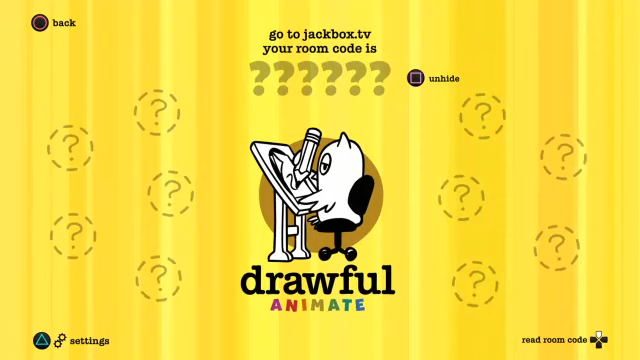 back
go to jackbox.tv
your room code is
??????
unhide
?
?
?
?
?
?
?
?
?
?
drawful
ANIMATE
settings
read room code